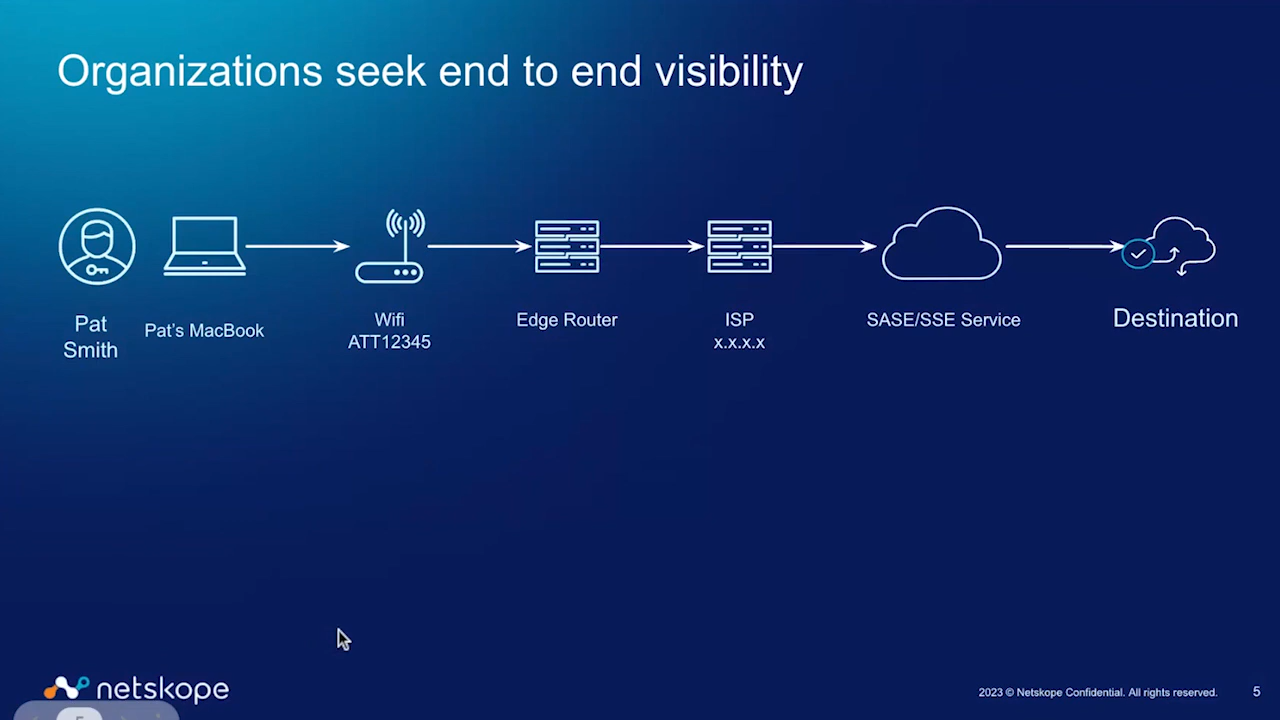 Organizations seek end to end visibility
Pat
Smith
Pat's MacBook
Wifi
ATT12345
Edge Router
ISP
x.x.x.x
SASE/SSE Service
Destination
netskope
2023 © Netskope Confidential. All rights reserved.
5